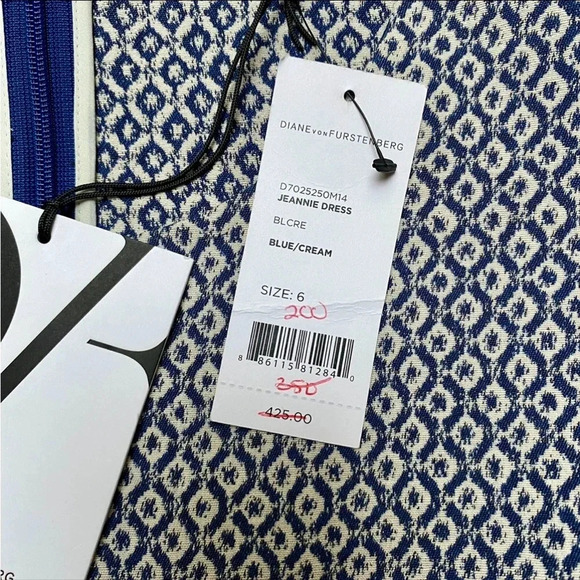 DIANE VON FURSTENBERG
D7025250M14
JEANNIE DRESS
BLCRE
BLUE/CREAM
SIZE: 6
200
8 86115 81284 0
350
425.00
RG